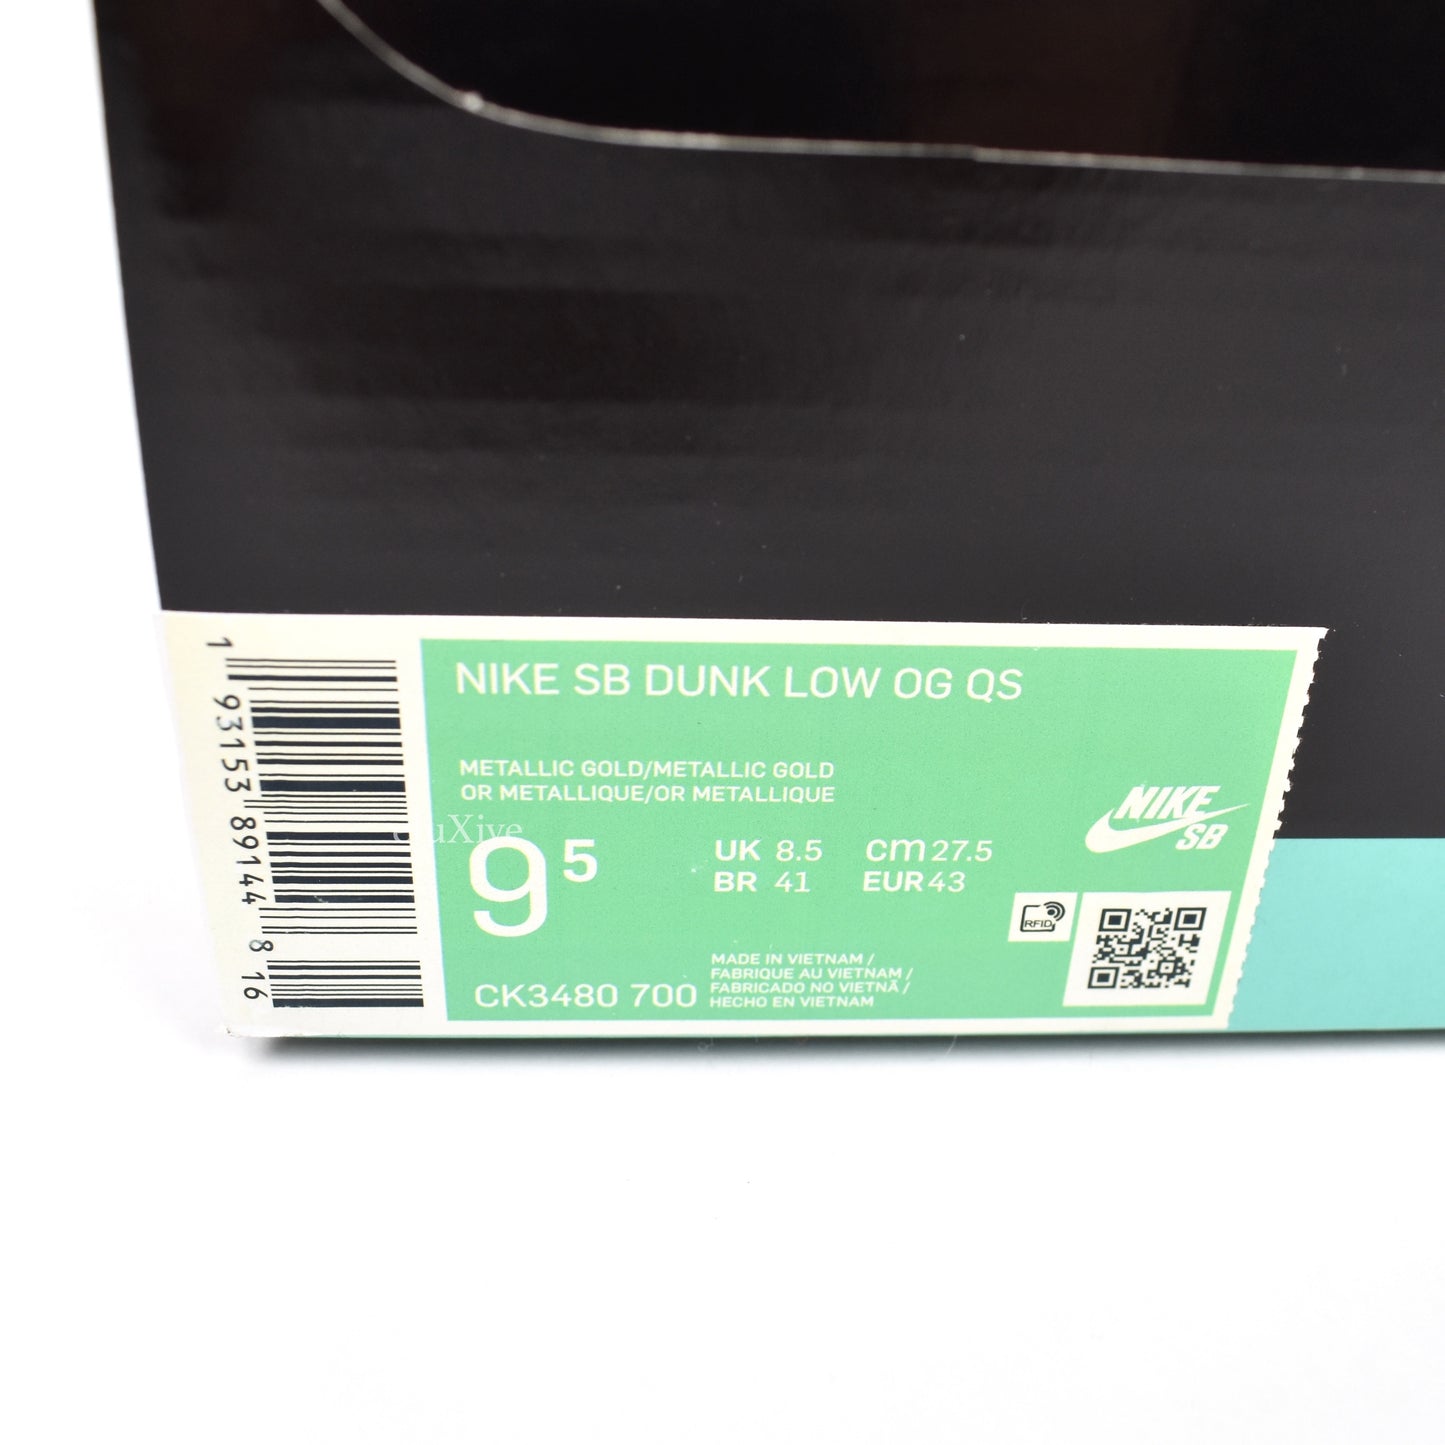 NIKE SB DUNK LOW OG QS
METALLIC GOLD/METALLIC GOLD
OR METALLIQUE/OR METALLIQUE
9⁵
UK 8.5 cm 27.5
BR 41 EUR 43
CK3480 700
MADE IN VIETNAM /
FABRIQUE AU VIETNAM /
FABRICADO NO VIETNÃ /
HECHO EN VIETNAM
NIKE
SB
RFID
1 93153 89144 8 16